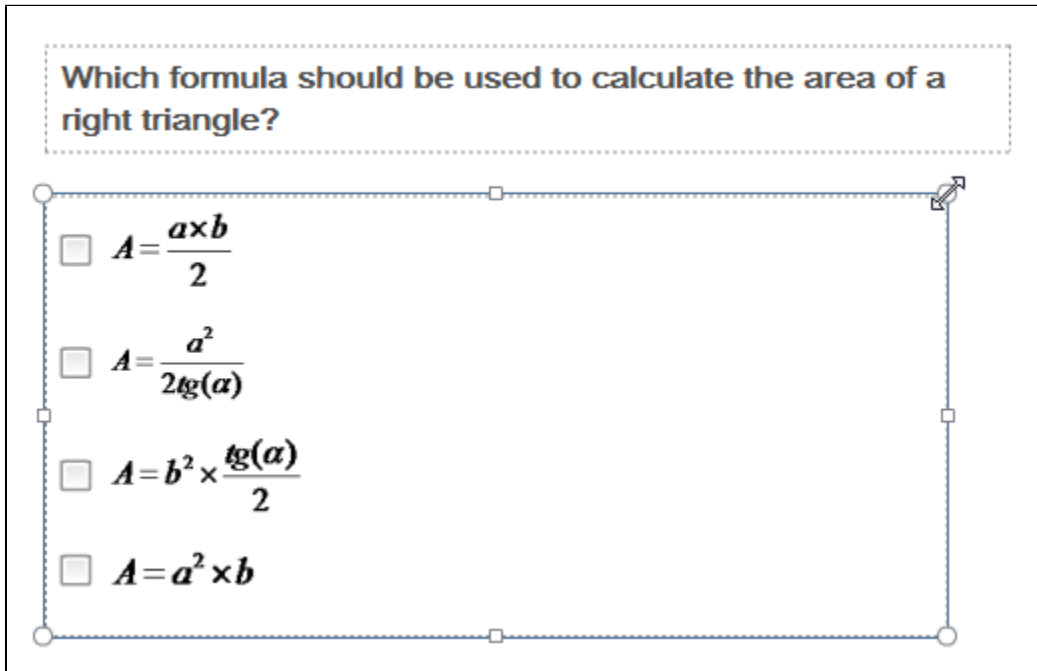 Which formula should be used to calculate the area of a
right triangle?
A = a×b / 2
A = a² / 2tg(α)
A = b² × tg(α) / 2
A = a² × b